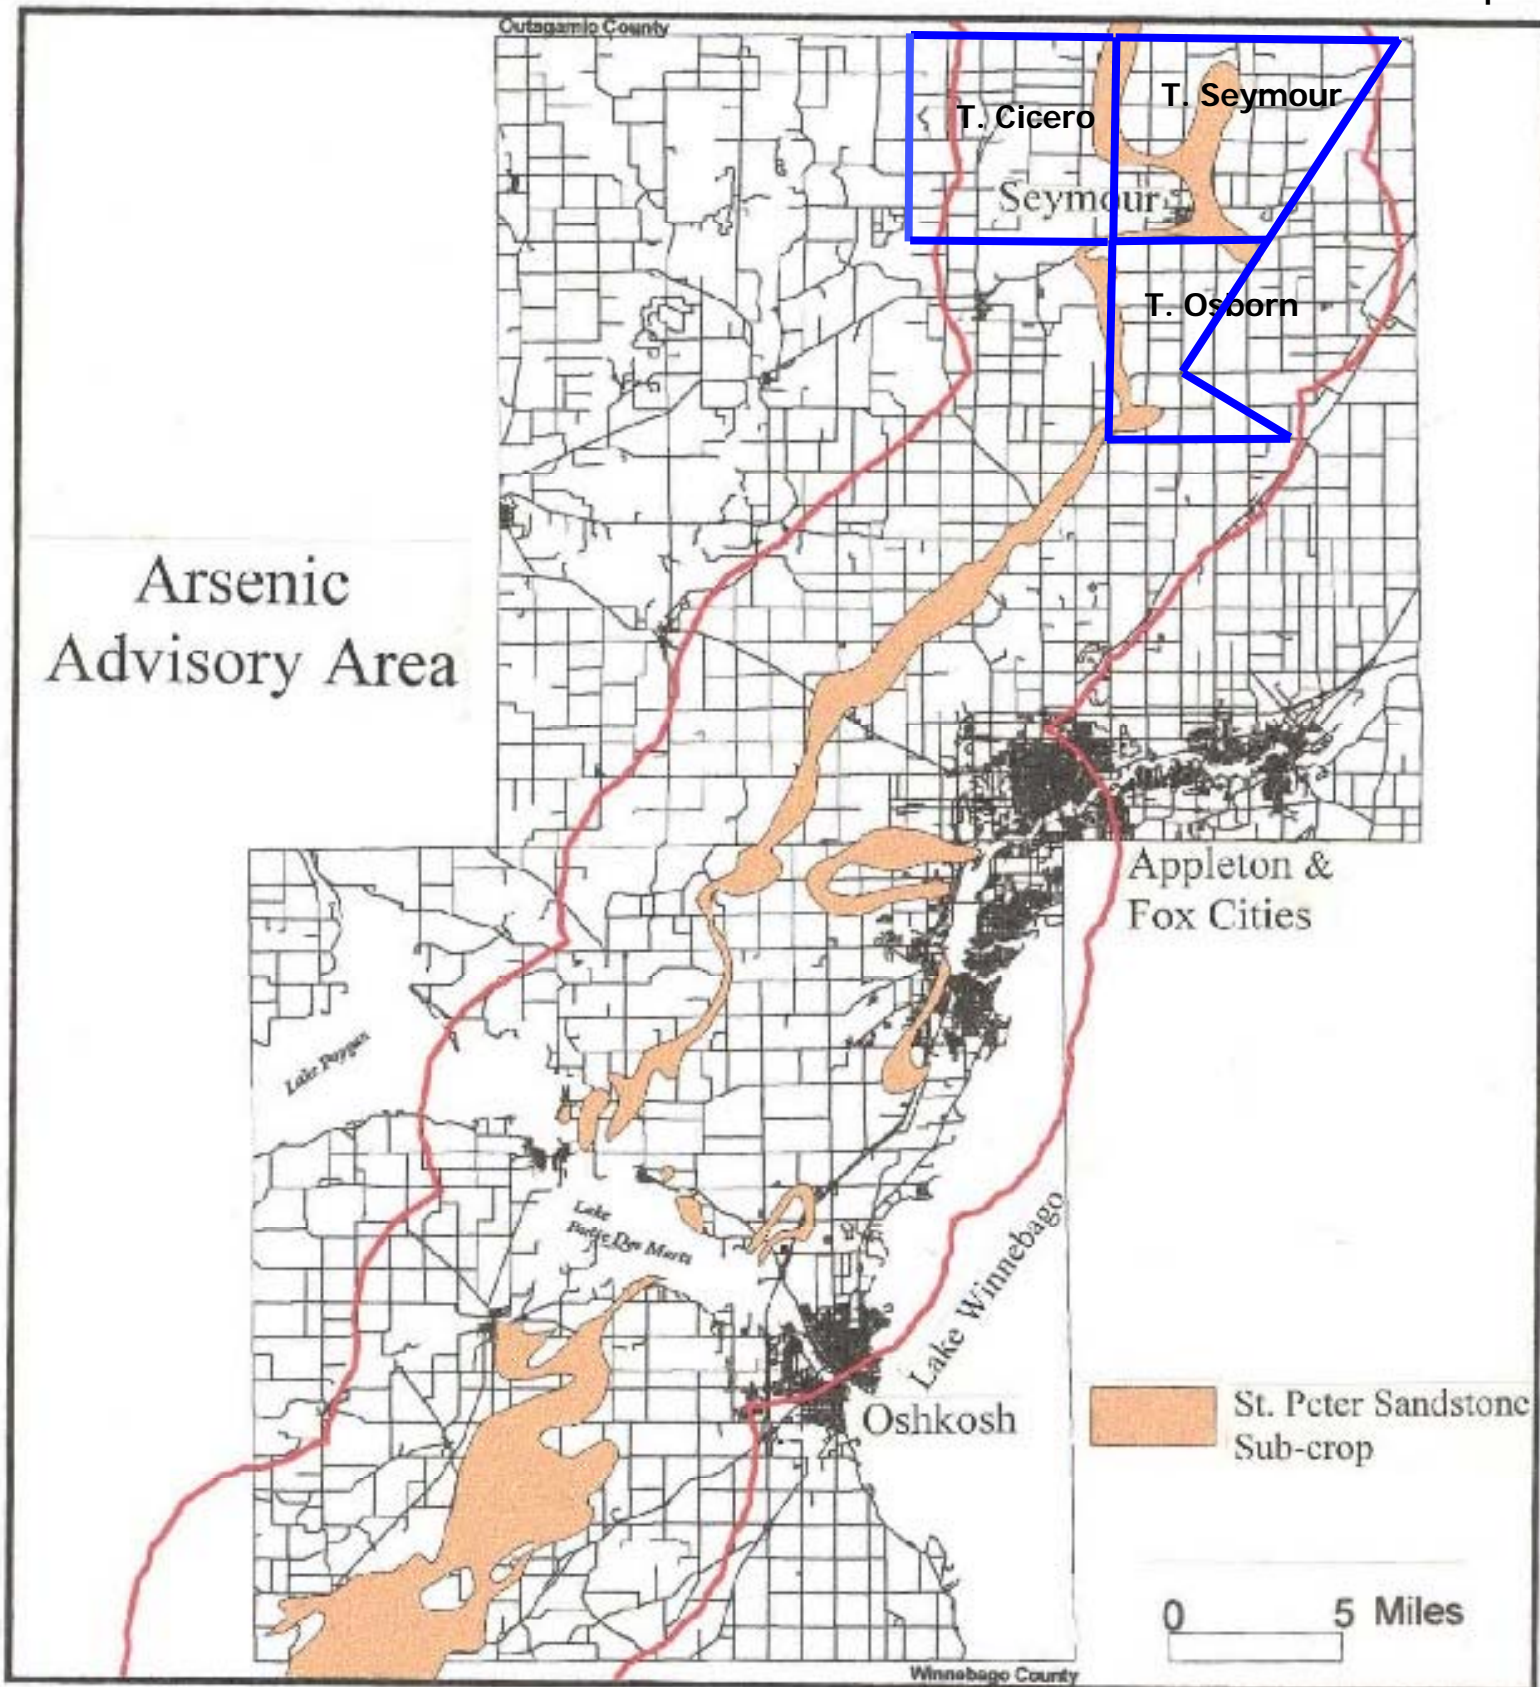 Outagamie County
T. Cicero
T. Seymour
Seymour
T. Osborn
Arsenic
Advisory Area
Appleton &
Fox Cities
Lake Poygan
Lake
Butte Des Morts
Lake Winnebago
Oshkosh
St. Peter Sandstone
Sub-crop
0 5 Miles
Winnebago County